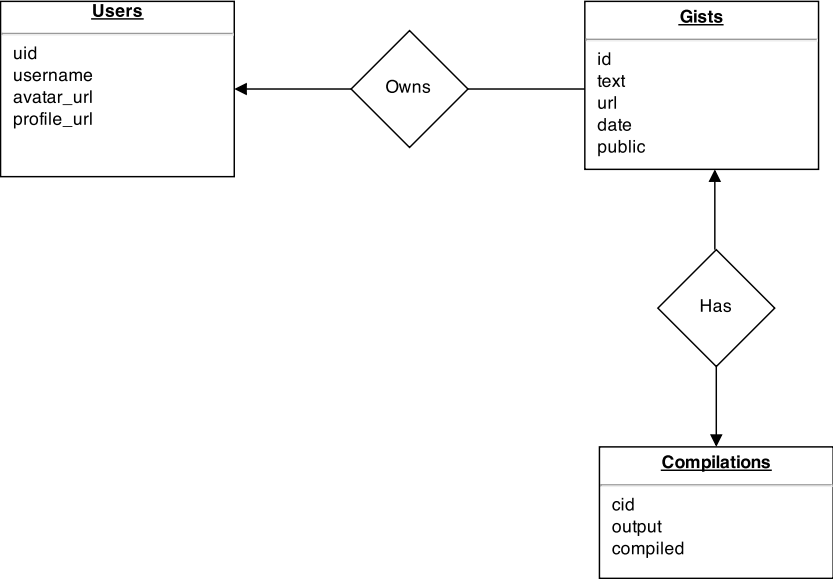 Users
uid
username
avatar_url
profile_url
Owns
Gists
id
text
url
date
public
Has
Compilations
cid
output
compiled